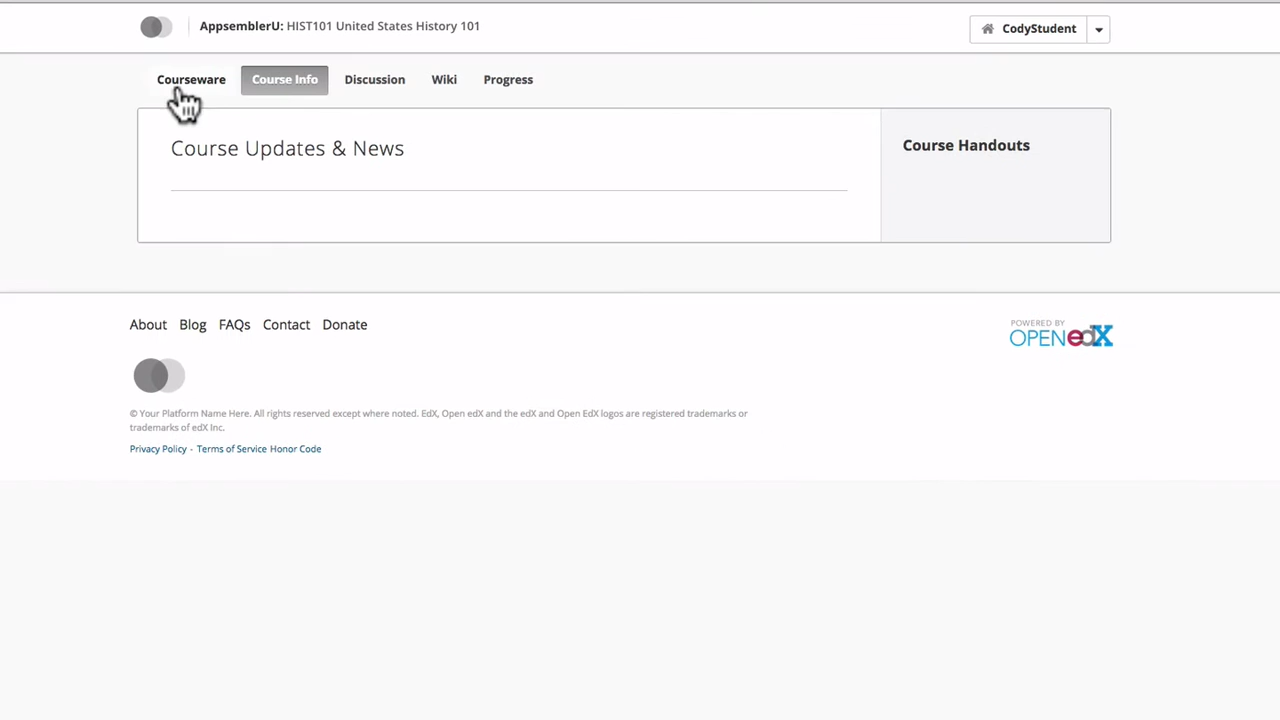 AppsemblerU: HIST101 United States History 101
CodyStudent
Courseware
Course Info
Discussion
Wiki
Progress
Course Updates & News
Course Handouts
About
Blog
FAQs
Contact
Donate
POWERED BY
OPEN edX
© Your Platform Name Here. All rights reserved except where noted. EdX, Open edX and the edX and Open EdX logos are registered trademarks or
trademarks of edX Inc.
Privacy Policy - Terms of Service Honor Code